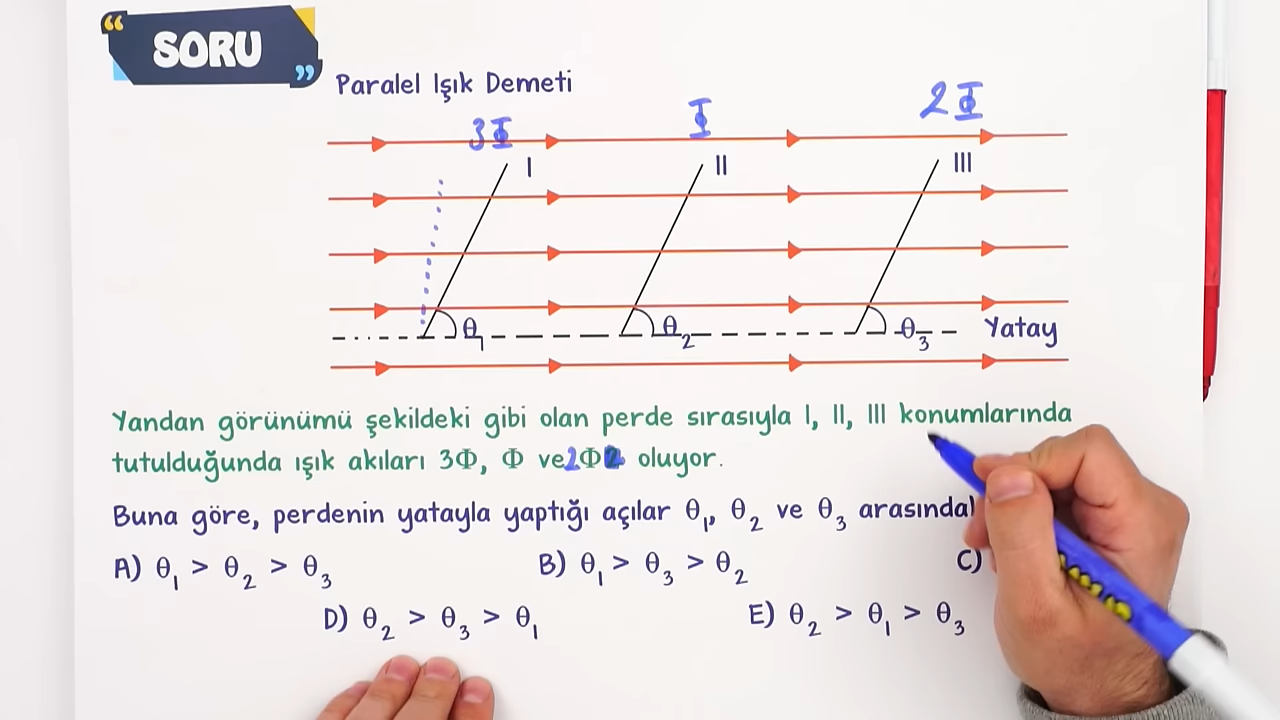 “ SORU ”
Paralel Işık Demeti
3Φ Φ 2Φ
I II III
θ1 θ2 θ3 Yatay
Yandan görünümü şekildeki gibi olan perde sırasıyla I, II, III konumlarında
tutulduğunda ışık akıları 3Φ, Φ ve 2Φ oluyor.
Buna göre, perdenin yatayla yaptığı açılar θ1, θ2 ve θ3
A) θ1 > θ2 > θ3 B) θ1 > θ3 > θ2 C)
D) θ2 > θ3 > θ1 E) θ2 > θ1 > θ3